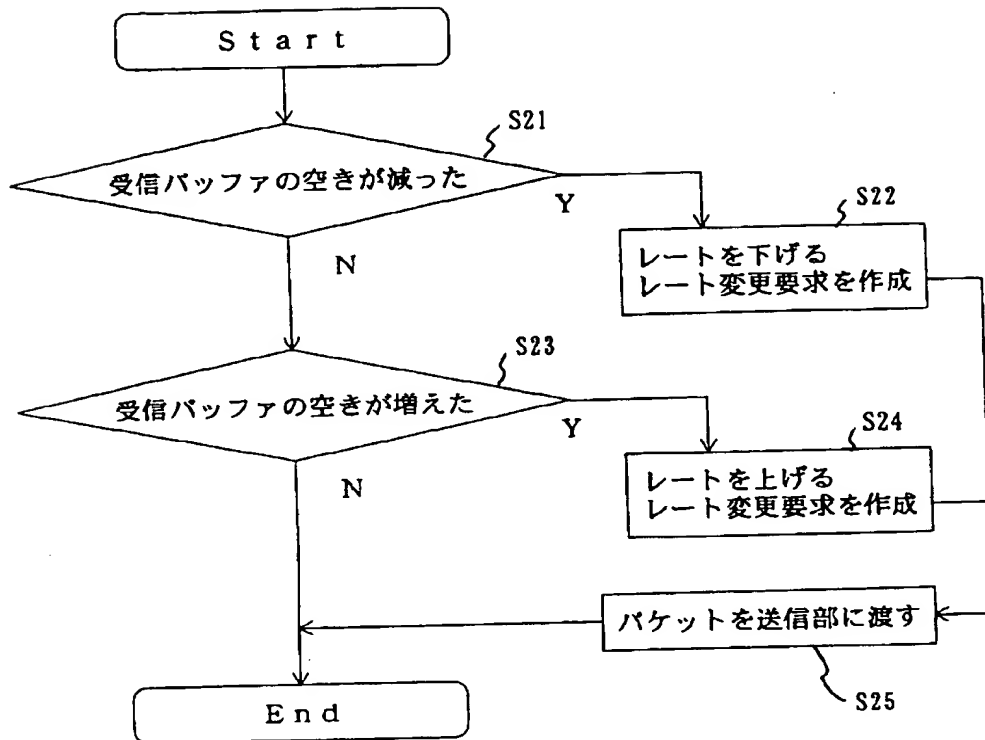 Start
S21
受信バッファの空きが減った
Y
N
S22
レートを下げる
レート変更要求を作成
S23
受信バッファの空きが増えた
Y
N
S24
レートを上げる
レート変更要求を作成
パケットを送信部に渡す
S25
End